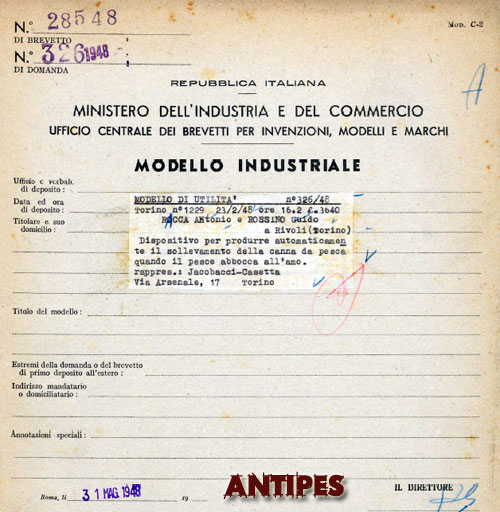 N.º 28548
DI BREVETTO
N.º 326 1948
DI DOMANDA
MOD. C-2
A
REPUBBLICA ITALIANA
MINISTERO DELL'INDUSTRIA E DEL COMMERCIO
UFFICIO CENTRALE DEI BREVETTI PER INVENZIONI, MODELLI E MARCHI
MODELLO INDUSTRIALE
Ufficio e verbale
di deposito :
Data ed ora
di deposito :
Titolare e suo
domicilio :
MODELLO DI UTILITA' nº326/48
Torino nº1229 23/2/48 ore 16.2 £.3640
ROCCA Antonio e ROSSINO Guido
a Rivoli(Torino)
Dispositivo per produrre automaticamen
te il sollevamento della canna da pesca
quando il pesce abbocca all'amo.
rappres.: Jacobacci-Casetta
Via Arsenale, 17 Torino
Titolo del modello :
Estremi della domanda o del brevetto
di primo deposito all'estero :
Indirizzo mandatario
o domiciliatario :
Annotazioni speciali :
Roma, li 31 MAG. 1948 19
ANTIPES
IL DIRETTORE